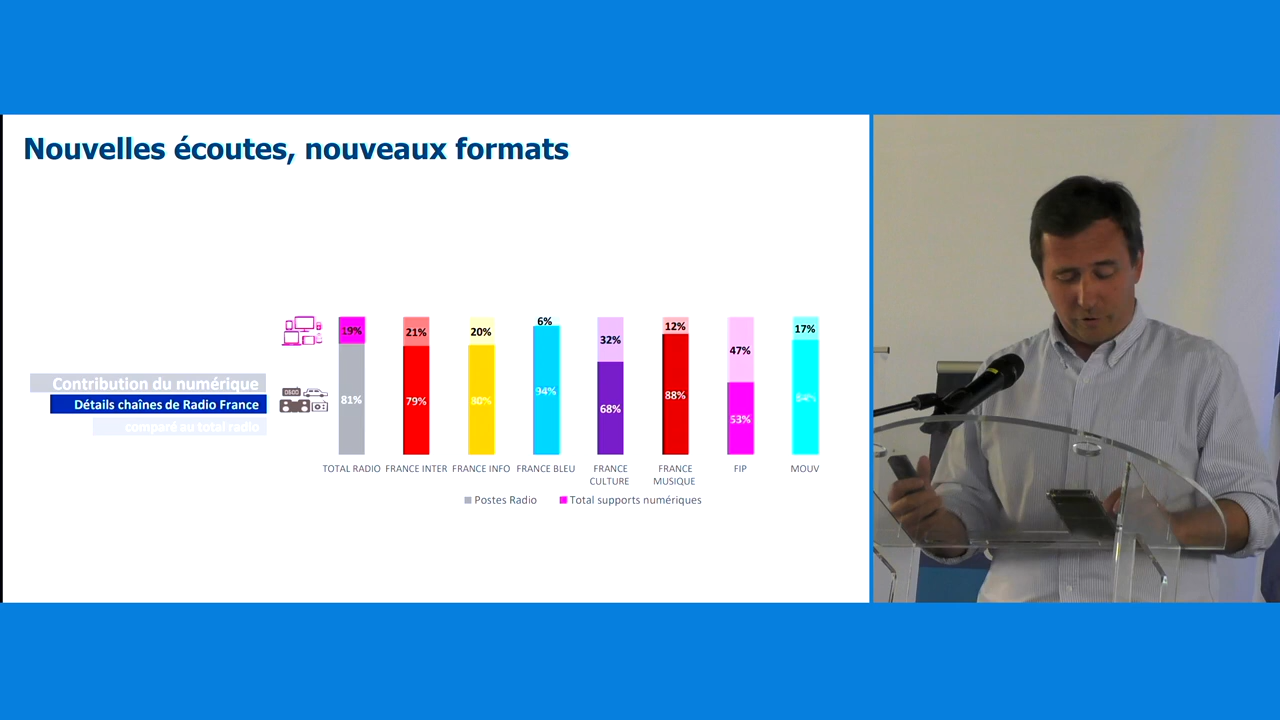 Nouvelles écoutes, nouveaux formats
19%
21%
20%
6%
32%
12%
47%
17%
Contribution du numérique
Détails chaînes de Radio France
comparé au total radio
81%
79%
80%
94%
68%
88%
53%
84%
TOTAL RADIO
FRANCE INTER
FRANCE INFO
FRANCE BLEU
FRANCE
CULTURE
FRANCE
MUSIQUE
FIP
MOUV
Postes Radio
Total supports numériques